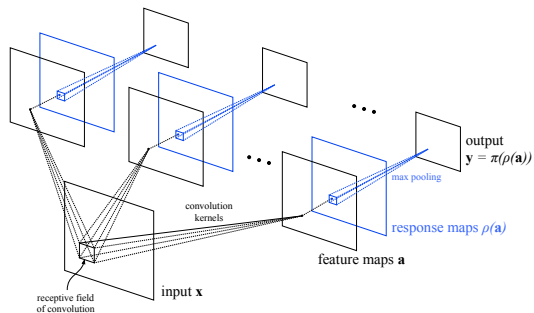 output
y = π(ρ(a))
max pooling
convolution
kernels
response maps ρ(a)
feature maps a
input x
receptive field
of convolution